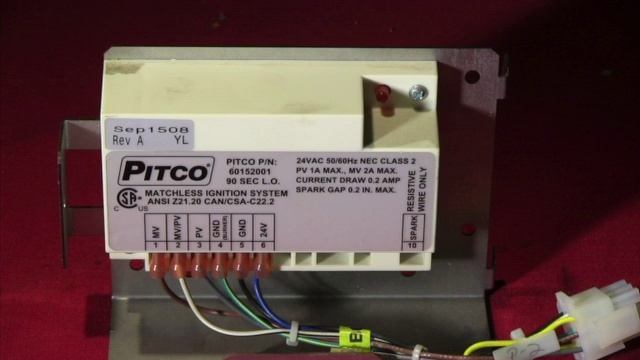 Sep1508
Rev A YL
PITCO
PITCO P/N:
60152001
90 SEC L.O.
MATCHLESS IGNITION SYSTEM
ANSI Z21.20 CAN/CSA-C22.2
SA
C US
24VAC 50/60Hz NEC CLASS 2
PV 1A MAX., MV 2A MAX.
CURRENT DRAW 0.2 AMP
SPARK GAP 0.2 IN. MAX.
RESISTIVE
WIRE ONLY
MV MV/PV PV GND (BURNER) GND 24V SPARK
1 2 3 4 5 6 10
E